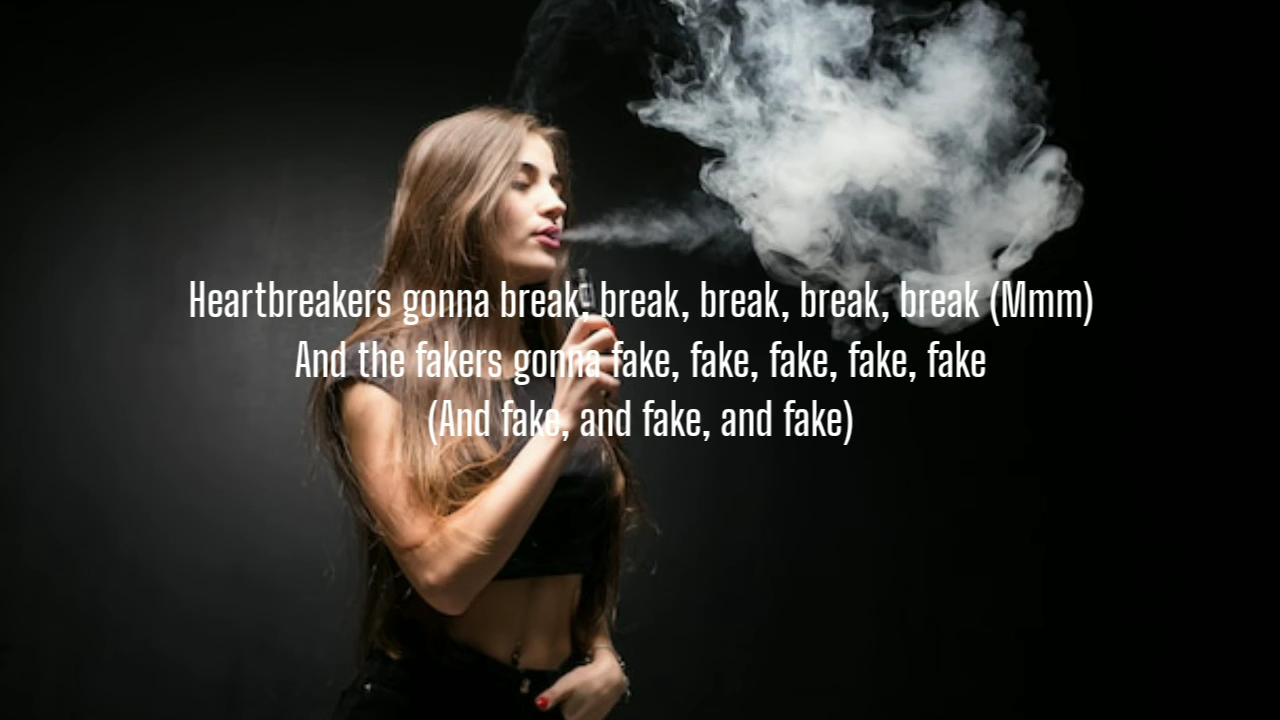 Heartbreakers gonna break, break, break, break, break (Mmm)
And the fakers gonna fake, fake, fake, fake, fake
(And fake, and fake, and fake)